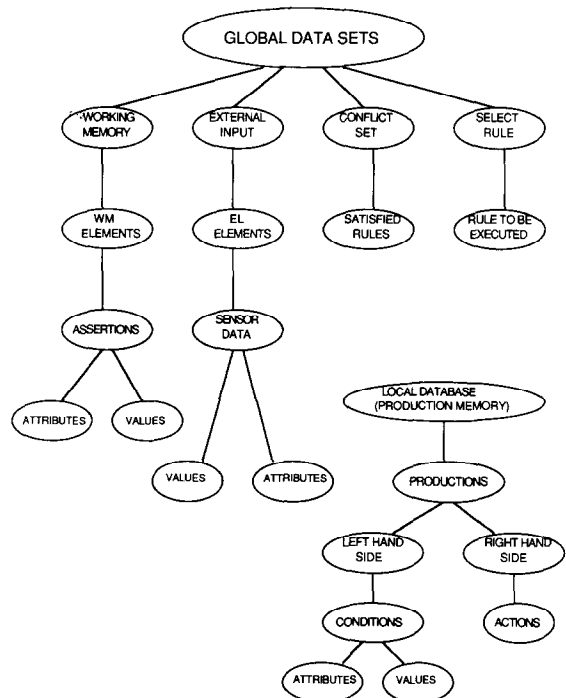 GLOBAL DATA SETS
WORKING
MEMORY
EXTERNAL
INPUT
CONFLICT
SET
SELECT
RULE
WM
ELEMENTS
EL
ELEMENTS
SATISFIED
RULES
RULE TO BE
EXECUTED
ASSERTIONS
SENSOR
DATA
ATTRIBUTES
VALUES
LOCAL DATABASE
(PRODUCTION MEMORY)
VALUES
ATTRIBUTES
PRODUCTIONS
LEFT HAND
SIDE
RIGHT HAND
SIDE
CONDITIONS
ACTIONS
ATTRIBUTES
VALUES